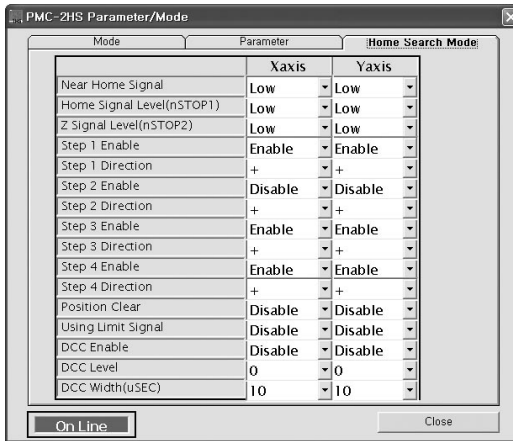 PMC-2HS Parameter/Mode
Mode Parameter Home Search Mode
Xaxis Yaxis
Near Home Signal Low Low
Home Signal Level(nSTOP1) Low Low
Z Signal Level(nSTOP2) Low Low
Step 1 Enable Enable Enable
Step 1 Direction + +
Step 2 Enable Disable Disable
Step 2 Direction + +
Step 3 Enable Enable Enable
Step 3 Direction + +
Step 4 Enable Enable Enable
Step 4 Direction + +
Position Clear Disable Disable
Using Limit Signal Disable Disable
DCC Enable Disable Disable
DCC Level 0 0
DCC Width(uSEC) 10 10
On Line Close